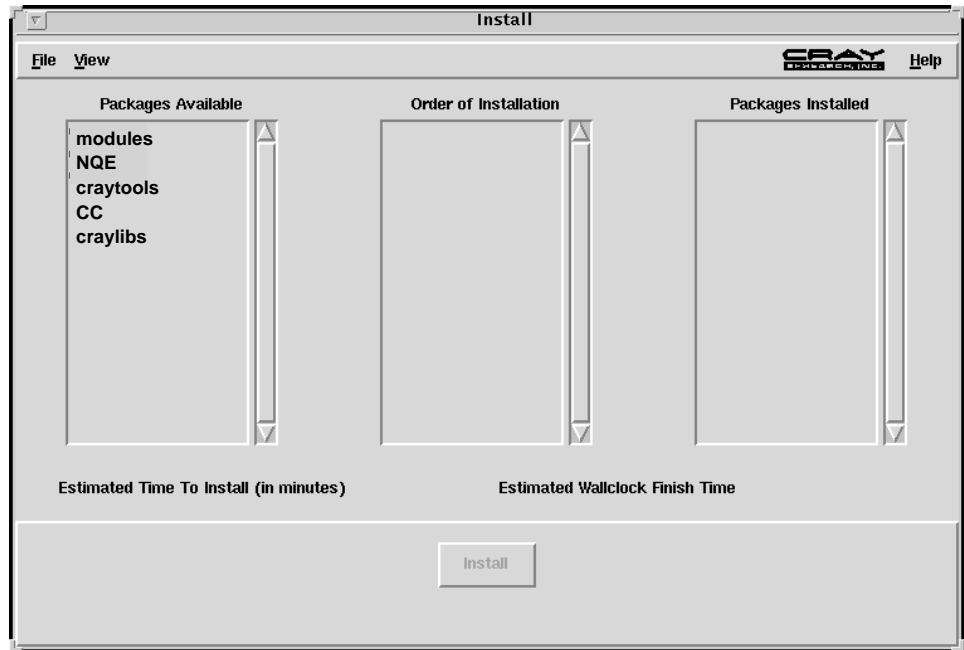 Install
File View CRAY RESEARCH, INC. Help
Packages Available Order of Installation Packages Installed
modules
NQE
craytools
CC
craylibs
Estimated Time To Install (in minutes) Estimated Wallclock Finish Time
Install